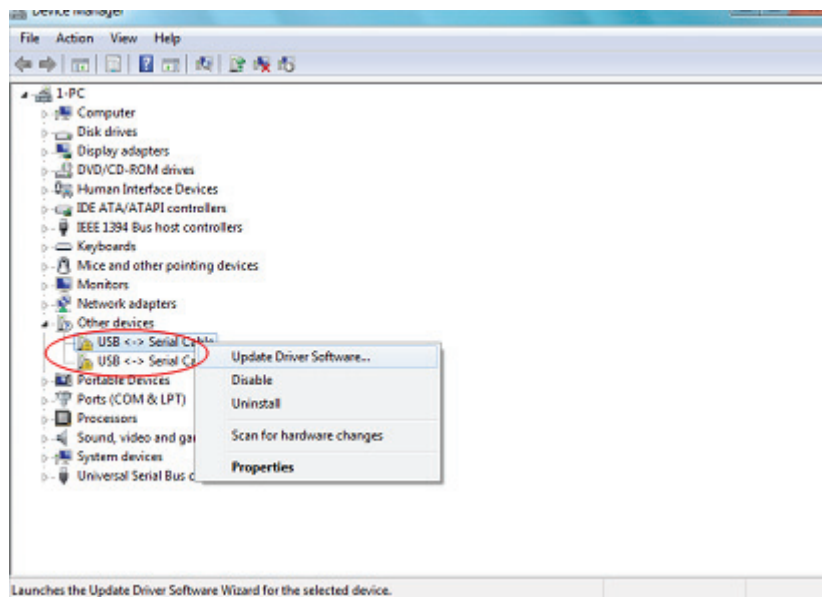 Device Manager
File Action View Help
1-PC
Computer
Disk drives
Display adapters
DVD/CD-ROM drives
Human Interface Devices
IDE ATA/ATAPI controllers
IEEE 1394 Bus host controllers
Keyboards
Mice and other pointing devices
Monitors
Network adapters
Other devices
USB <-> Serial Cable
USB <-> Serial Ca
Portable Devices
Ports (COM & LPT)
Processors
Sound, video and ga
System devices
Universal Serial Bus c
Update Driver Software...
Disable
Uninstall
Scan for hardware changes
Properties
Launches the Update Driver Software Wizard for the selected device.